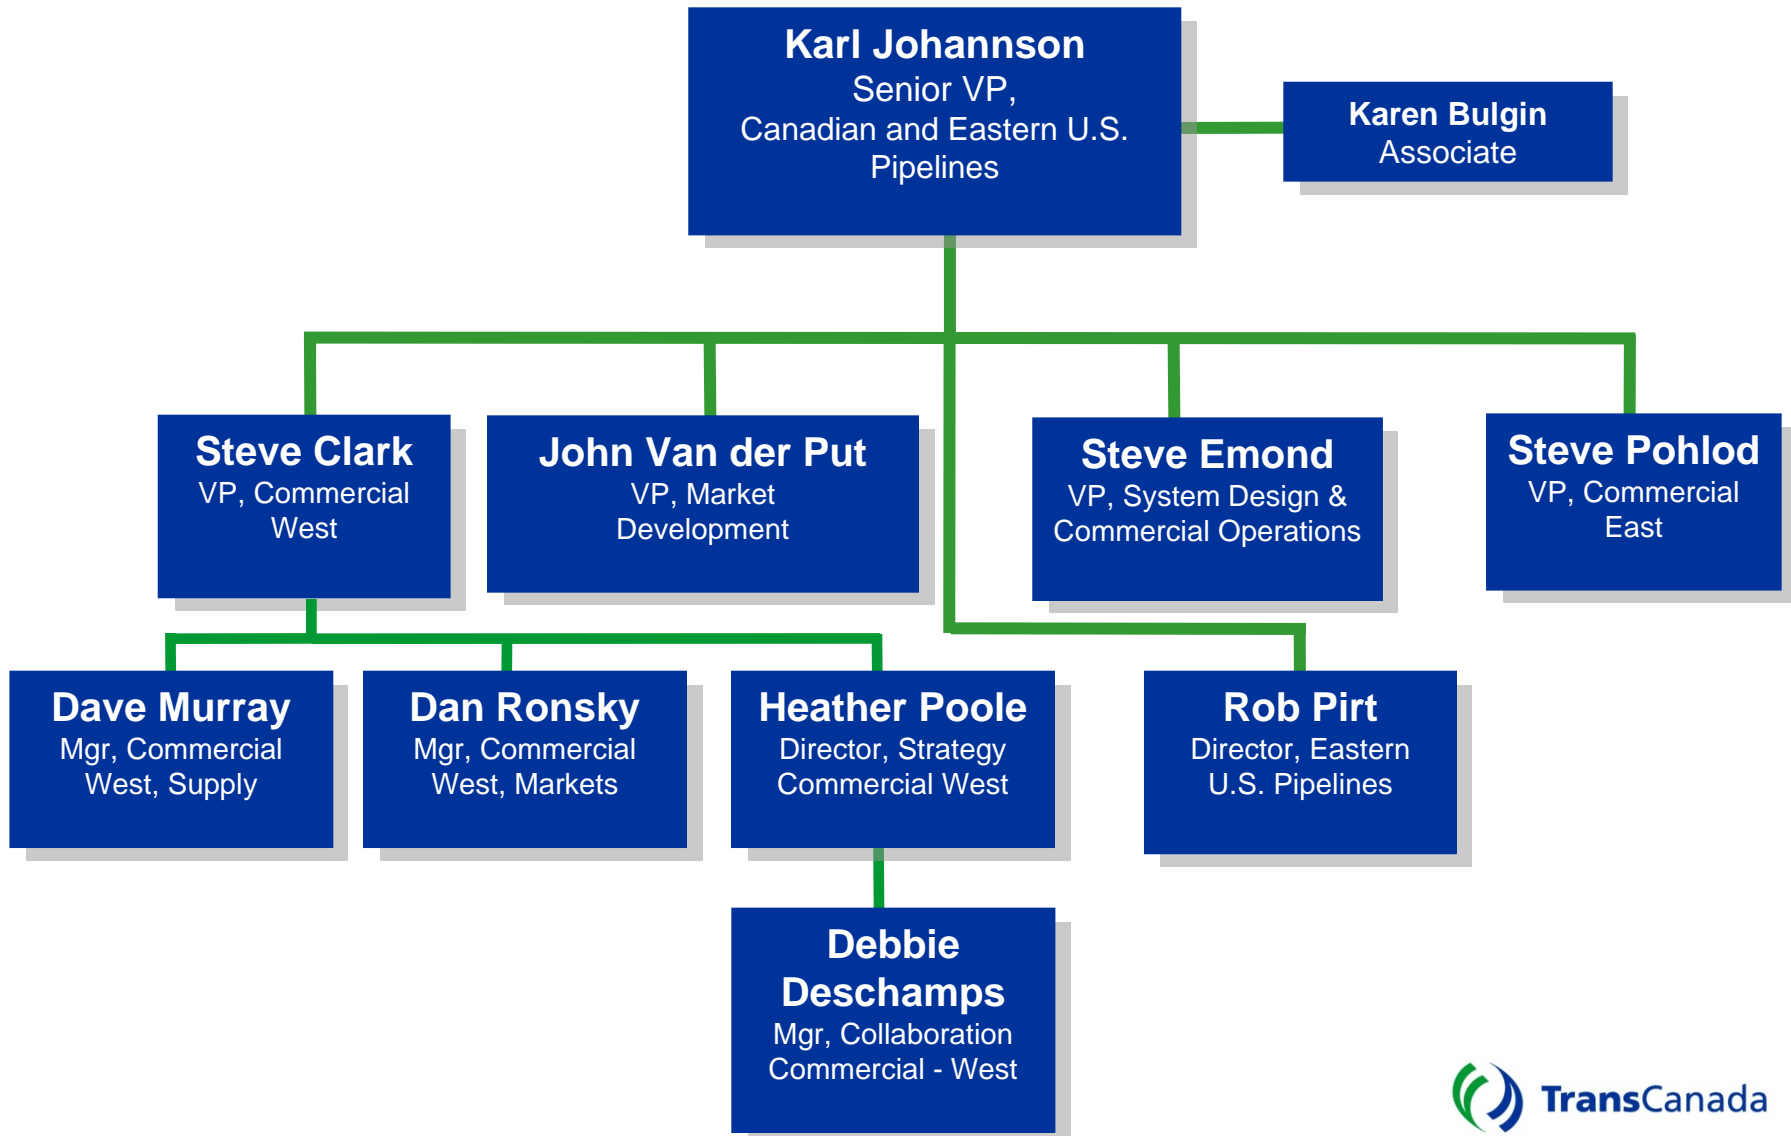 Karl Johannson
Senior VP,
Canadian and Eastern U.S.
Pipelines
Karen Bulgin
Associate
Steve Clark
VP, Commercial
West
John Van der Put
VP, Market
Development
Steve Emond
VP, System Design &
Commercial Operations
Steve Pohlod
VP, Commercial
East
Dave Murray
Mgr, Commercial
West, Supply
Dan Ronsky
Mgr, Commercial
West, Markets
Heather Poole
Director, Strategy
Commercial West
Rob Pirt
Director, Eastern
U.S. Pipelines
Debbie
Deschamps
Mgr, Collaboration
Commercial - West
TransCanada